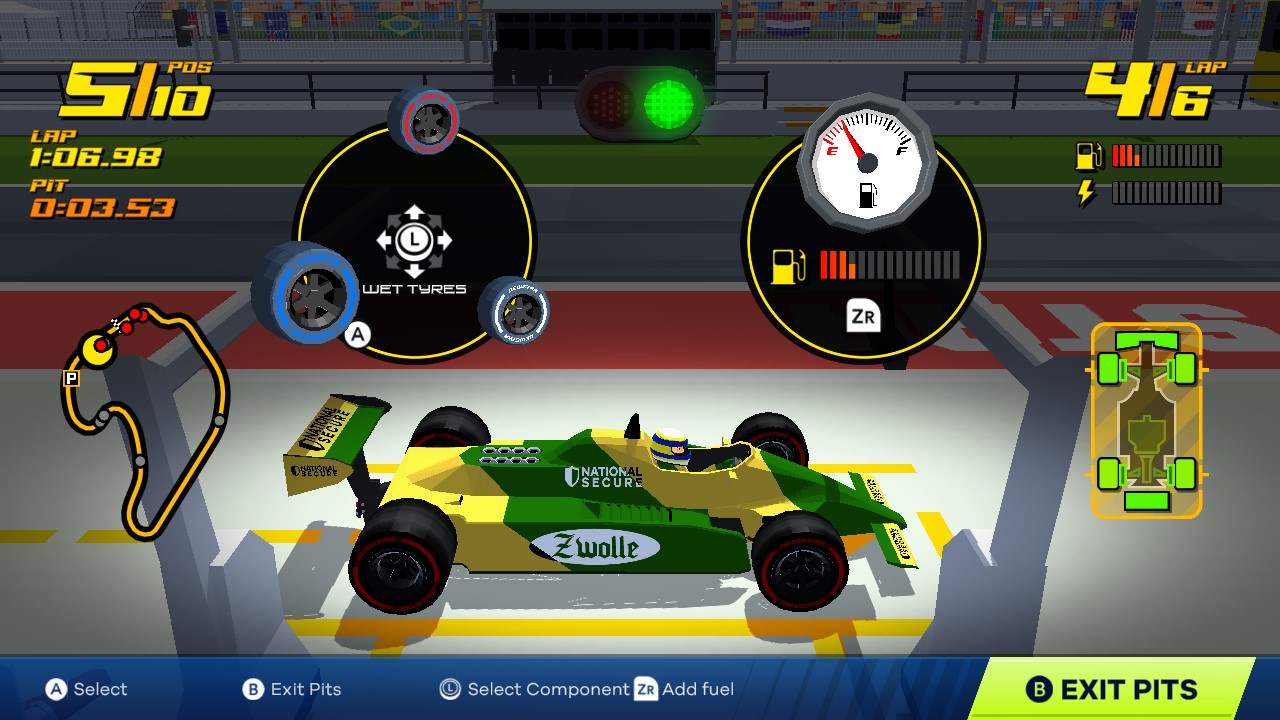 POS
5/10
LAP
1:06.98
PIT
0:03.53
LAP
4/6
E
F
L
WET TYRES
A
ZR
P
NATIONAL
SECURE
NATIONAL
SECURE
NATIONAL
SECURE
Zwolle
A Select
B Exit Pits
L Select Component
ZR Add fuel
B EXIT PITS